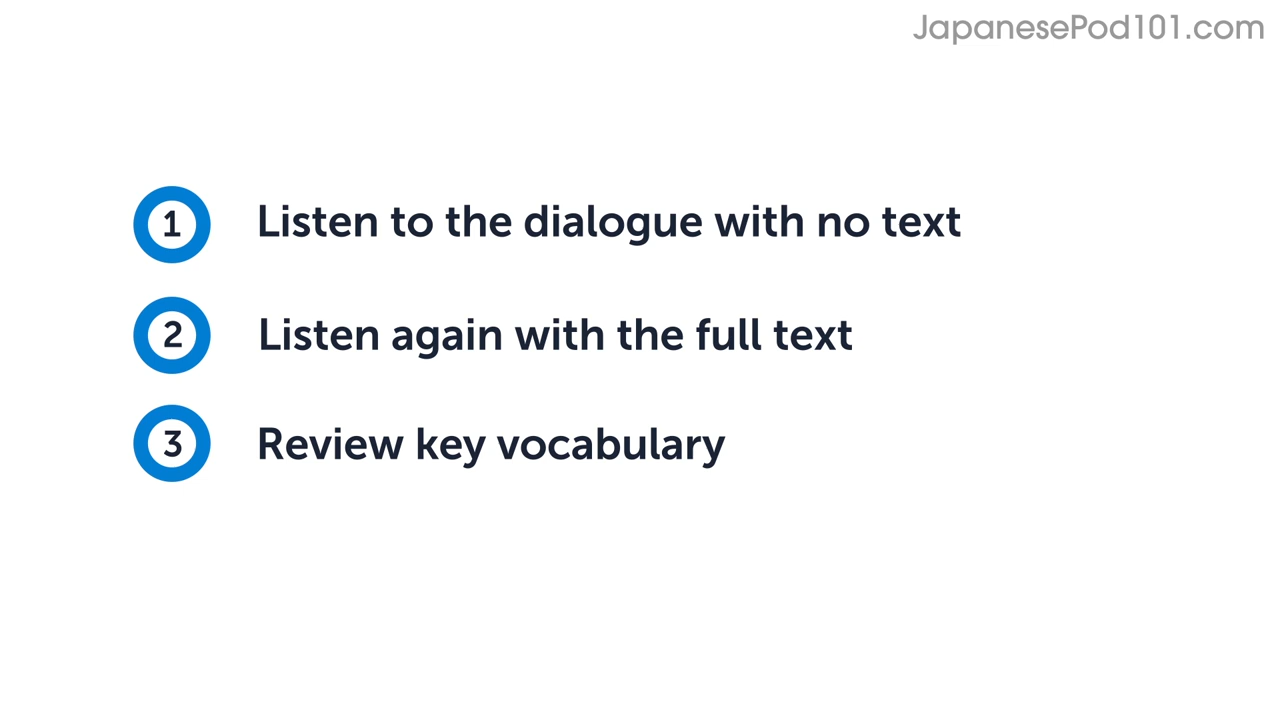 JapanesePod101.com
1 Listen to the dialogue with no text
2 Listen again with the full text
3 Review key vocabulary